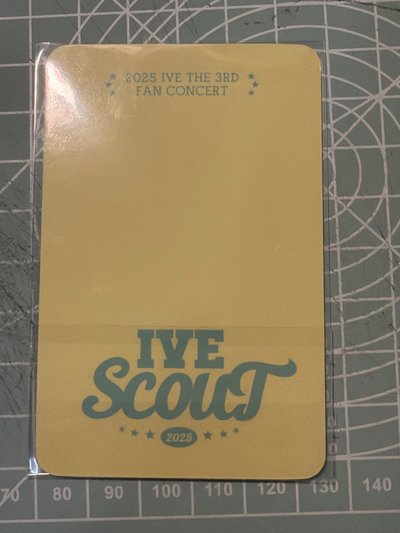 2025 IVE THE 3RD
FAN CONCERT
IVE
SCOUT
2025
70 80 90 100 110 120 130 140